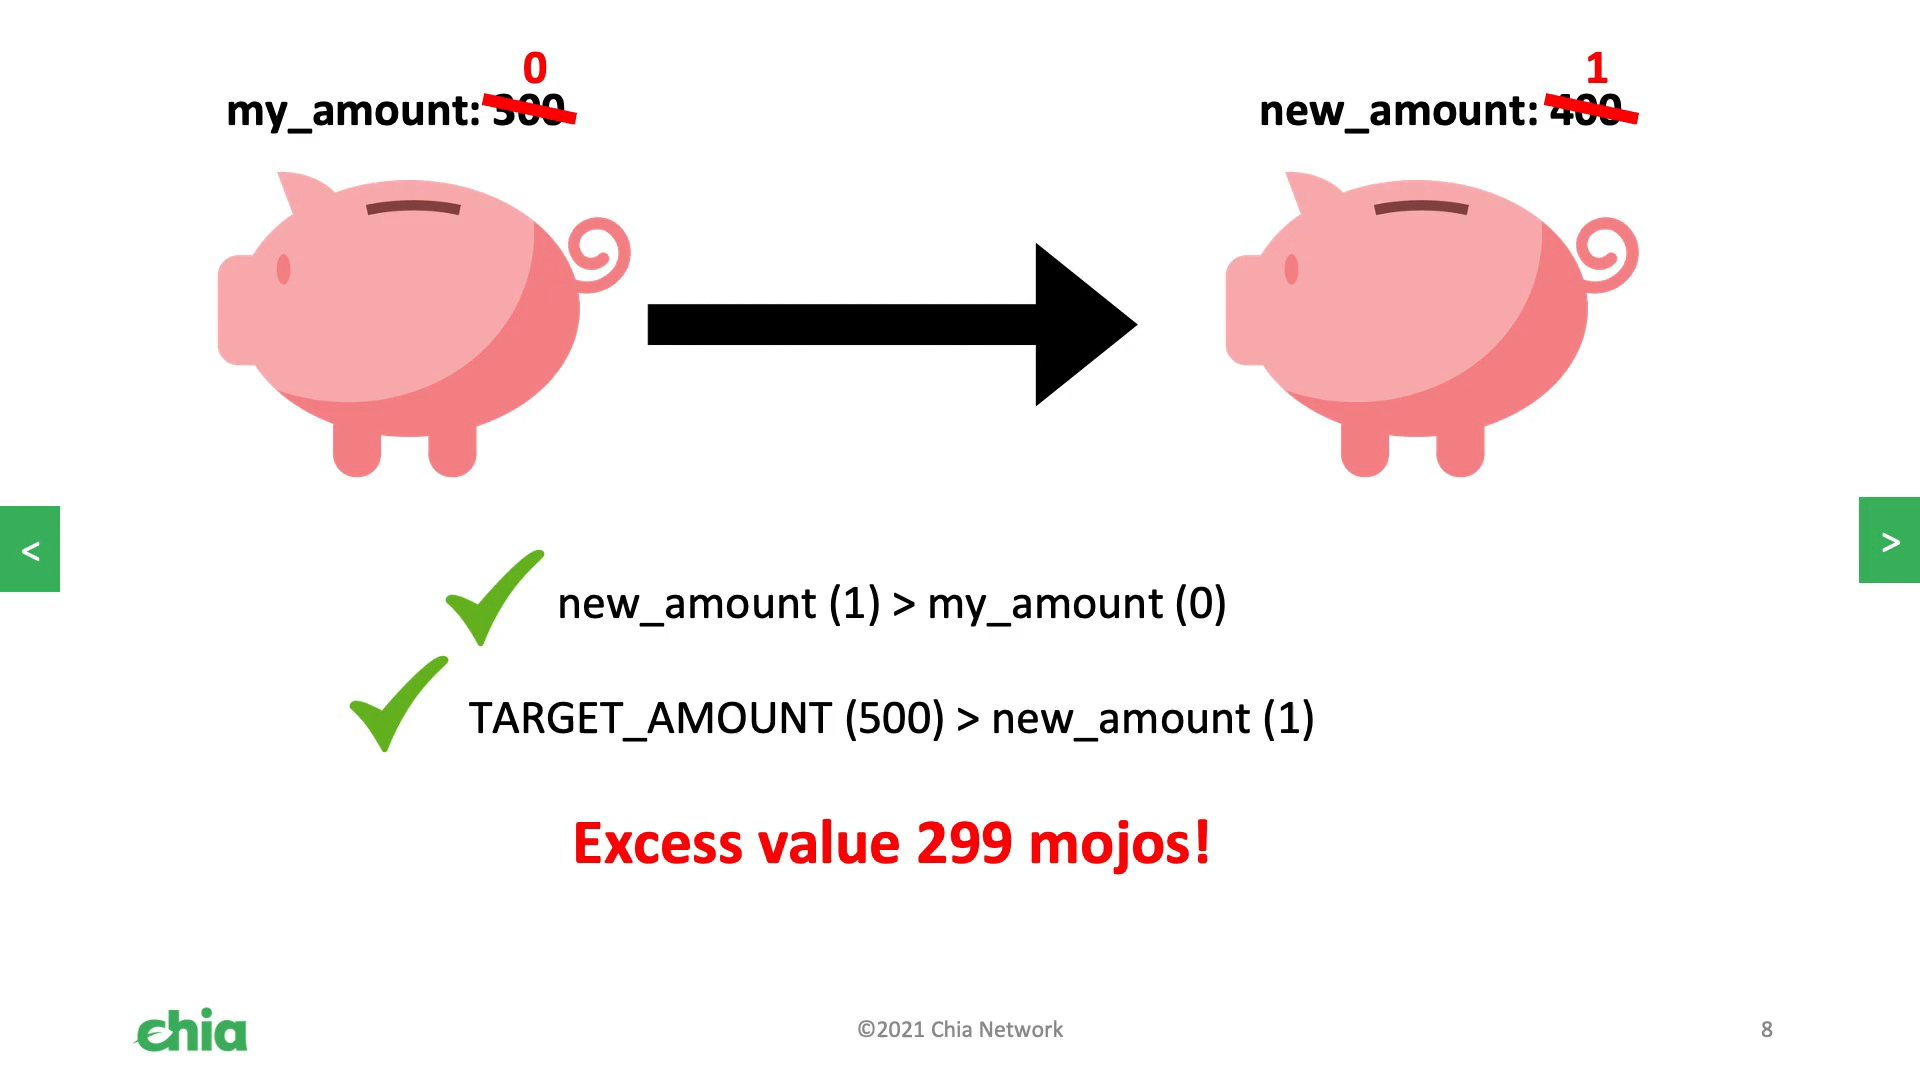 0
my_amount: 300
1
new_amount: 400
<
>
new_amount (1) > my_amount (0)
TARGET_AMOUNT (500) > new_amount (1)
Excess value 299 mojos!
chia
©2021 Chia Network
8